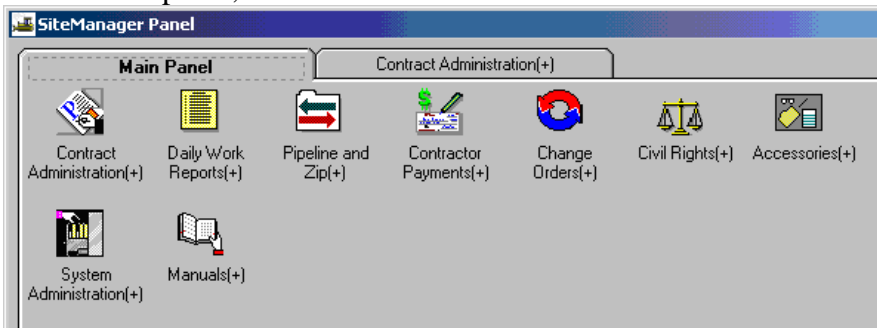 SiteManager Panel
Main Panel
Contract Administration(+)
Contract Administration(+)
Daily Work Reports(+)
Pipeline and Zip(+)
Contractor Payments(+)
Change Orders(+)
Civil Rights(+)
Accessories(+)
System Administration(+)
Manuals(+)